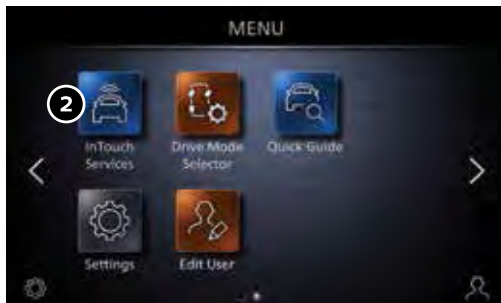 MENU
2
InTouch
Services
Drive Mode
Selector
Quick Guide
Settings
Edit User